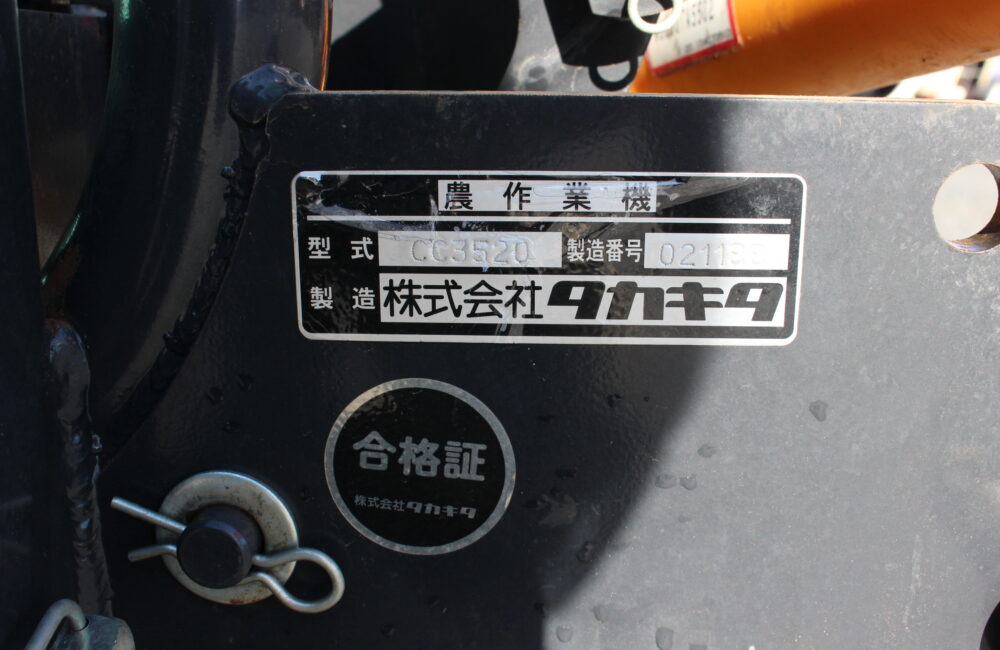 農作業機
型式 CC3520 製造番号
製造 株式会社タカキタ
合格証
株式会社タカキタ